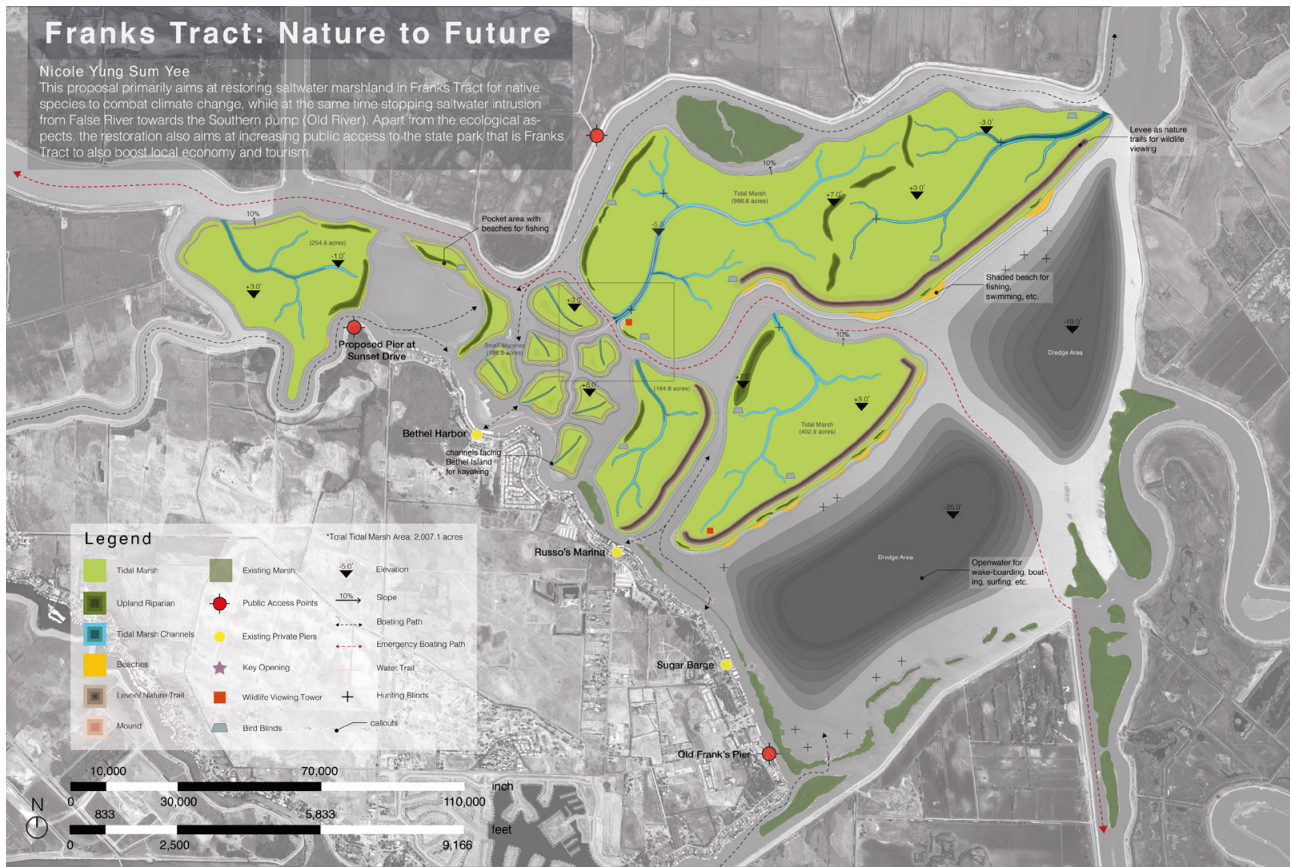 Franks Tract: Nature to Future
Nicole Yung Sum Yee
This proposal primarily aims at restoring saltwater marshland in Franks Tract for native
species to combat climate change, while at the same time stopping saltwater intrusion
from False River towards the Southern pump (Old River). Apart from the ecological as-
pects, the restoration also aims at increasing public access to the state park that is Franks
Tract to also boost local economy and tourism.
-3.0'
Levee as nature
trails for wildlife
viewing
10%
Tidal Marsh
(986.8 acres)
+7.0'
+3.0'
-5.0'
10%
Pocket area with
beaches for fishing
(254.6 acres)
-1.0'
+3.0'
Shaded beach for
fishing,
swimming, etc.
+3.0'
-19.0'
Dredge Area
Proposed Pier at
Sunset Drive
Small Marshes
10%
+7.0'
(164.8 acres)
+3.0'
Tidal Marsh
(402.9 acres)
Bethel Harbor
channels facing
Bethel Island
for kayaking
-25.0'
Dredge Area
Openwater for
wake-boarding, boat-
ing, surfing, etc.
Russo's Marina
Sugar Barge
Old Frank's Pier
Legend
*Total Tidal Marsh Area: 2,007.1 acres
Tidal Marsh
Existing Marsh
-5.0'
Elevation
Upland Riparian
Public Access Points
10%
Slope
Tidal Marsh Channels
Existing Private Piers
Boating Path
Emergency Boating Path
Beaches
Key Opening
Water Trail
Levee/ Nature Trail
Wildlife Viewing Tower
Hunting Blinds
Mound
Bird Blinds
callouts
10,000
70,000
inch
0
30,000
110,000
N
833
5,833
feet
0
2,500
9,166